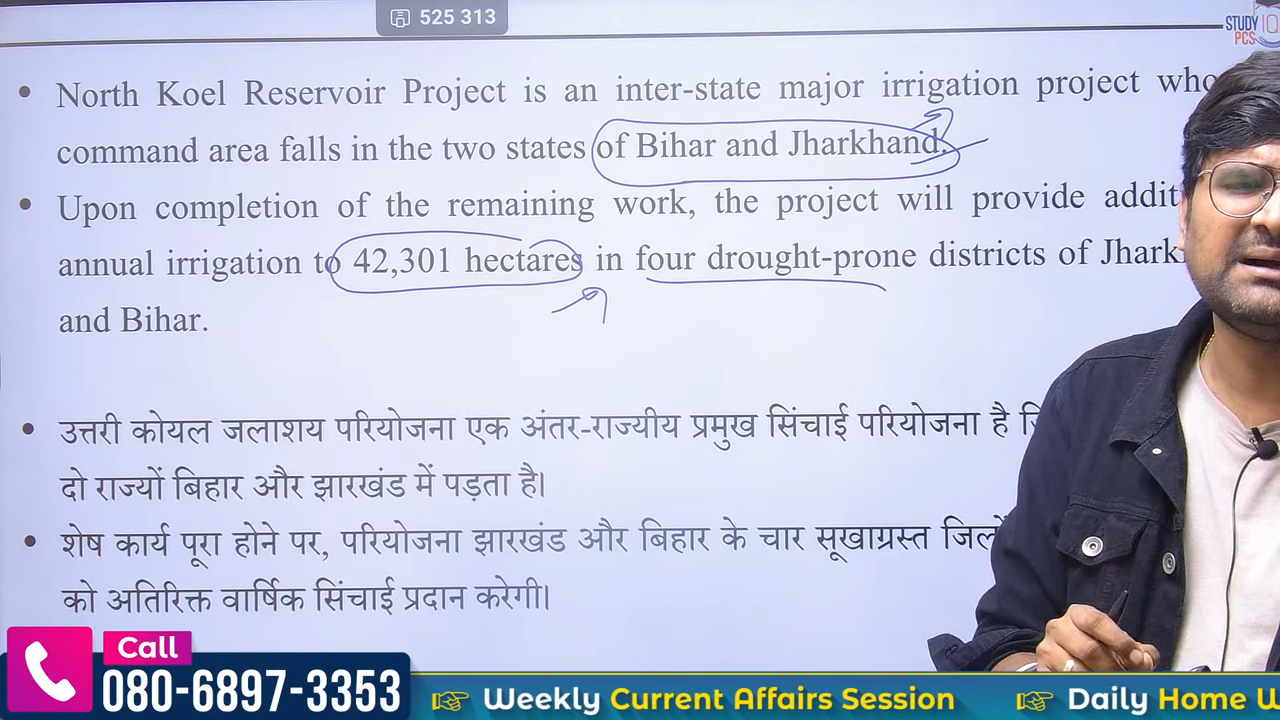 525 313
STUDY IQ
PCS
• North Koel Reservoir Project is an inter-state major irrigation project
command area falls in the two states of Bihar and Jharkhand.
• Upon completion of the remaining work, the project will provide
annual irrigation to 42,301 hectares in four drought-prone districts of
and Bihar.
• उत्तरी कोयल जलाशय परियोजना एक अंतर-राज्यीय प्रमुख सिंचाई परियोजना है
दो राज्यों बिहार और झारखंड में पड़ता है।
• शेष कार्य पूरा होने पर, परियोजना झारखंड और बिहार के चार सूखाग्रस्त
को अतिरिक्त वार्षिक सिंचाई प्रदान करेगी।
Call
080-6897-3353
Weekly Current Affairs Session Daily Home